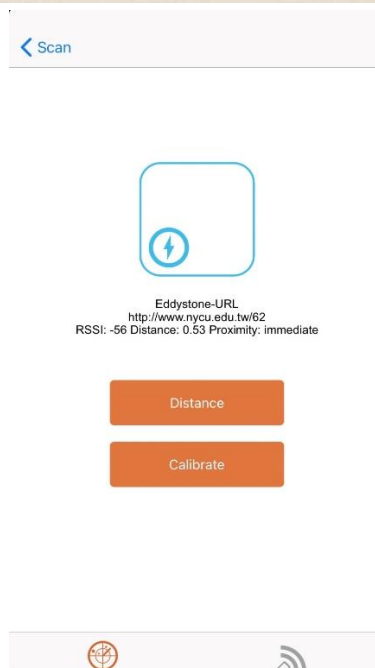 Scan
Eddystone-URL
http://www.nycu.edu.tw/62
RSSI: -56 Distance: 0.53 Proximity: immediate
Distance
Calibrate